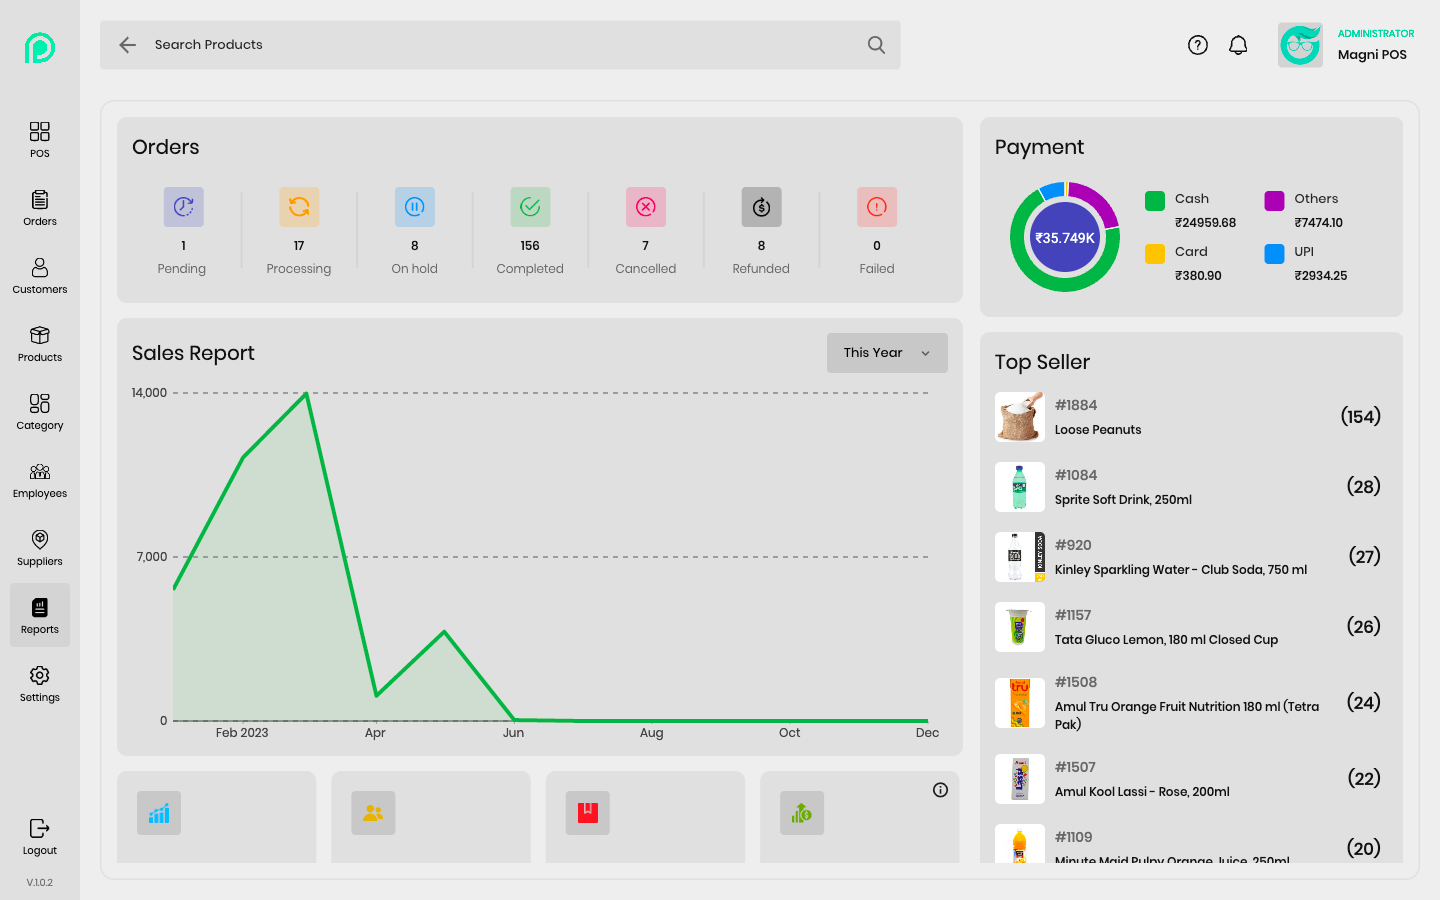 Search Products
ADMINISTRATOR
Magni POS
POS
Orders
Customers
Products
Category
Employees
Suppliers
Reports
Settings
Logout
V.1.0.2
Orders
1
Pending
17
Processing
8
On hold
156
Completed
7
Cancelled
8
Refunded
0
Failed
Payment
₹35.749K
Cash
₹24959.68
Others
₹7474.10
Card
₹380.90
UPI
₹2934.25
Sales Report
This Year
14,000
7,000
0
Feb 2023
Apr
Jun
Aug
Oct
Dec
Top Seller
#1884
Loose Peanuts
(154)
#1084
Sprite Soft Drink, 250ml
(28)
#920
Kinley Sparkling Water - Club Soda, 750 ml
(27)
#1157
Tata Gluco Lemon, 180 ml Closed Cup
(26)
#1508
Amul Tru Orange Fruit Nutrition 180 ml (Tetra
Pak)
(24)
#1507
Amul Kool Lassi - Rose, 200ml
(22)
#1109
Minute Maid Pulpy Orange Juice, 250ml
(20)